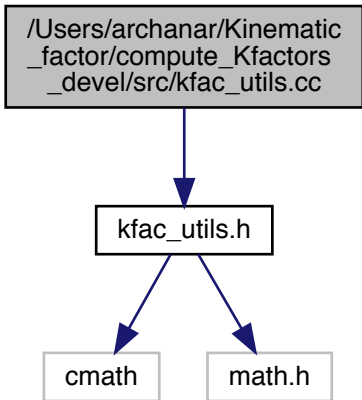 /Users/archanar/Kinematic
_factor/compute_Kfactors
_devel/src/kfac_utils.cc
kfac_utils.h
cmath
math.h